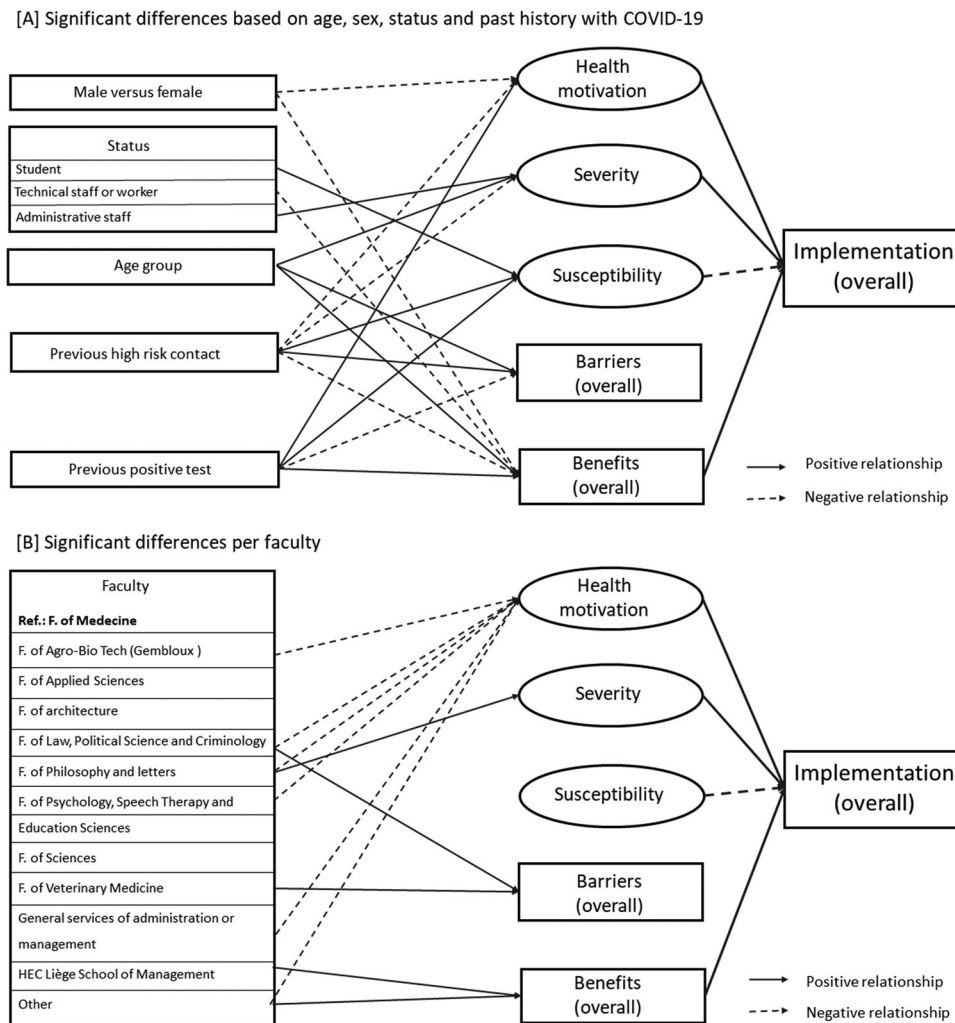 [A] Significant differences based on age, sex, status and past history with COVID-19
Male versus female
Status
Student
Technical staff or worker
Administrative staff
Age group
Previous high risk contact
Previous positive test
Health
motivation
Severity
Susceptibility
Barriers
(overall)
Benefits
(overall)
Implementation
(overall)
Positive relationship
Negative relationship
[B] Significant differences per faculty
Faculty
Ref.: F. of Medecine
F. of Agro-Bio Tech (Gembloux )
F. of Applied Sciences
F. of architecture
F. of Law, Political Science and Criminology
F. of Philosophy and letters
F. of Psychology, Speech Therapy and
Education Sciences
F. of Sciences
F. of Veterinary Medicine
General services of administration or
management
HEC Liège School of Management
Other
Health
motivation
Severity
Susceptibility
Barriers
(overall)
Benefits
(overall)
Implementation
(overall)
Positive relationship
Negative relationship